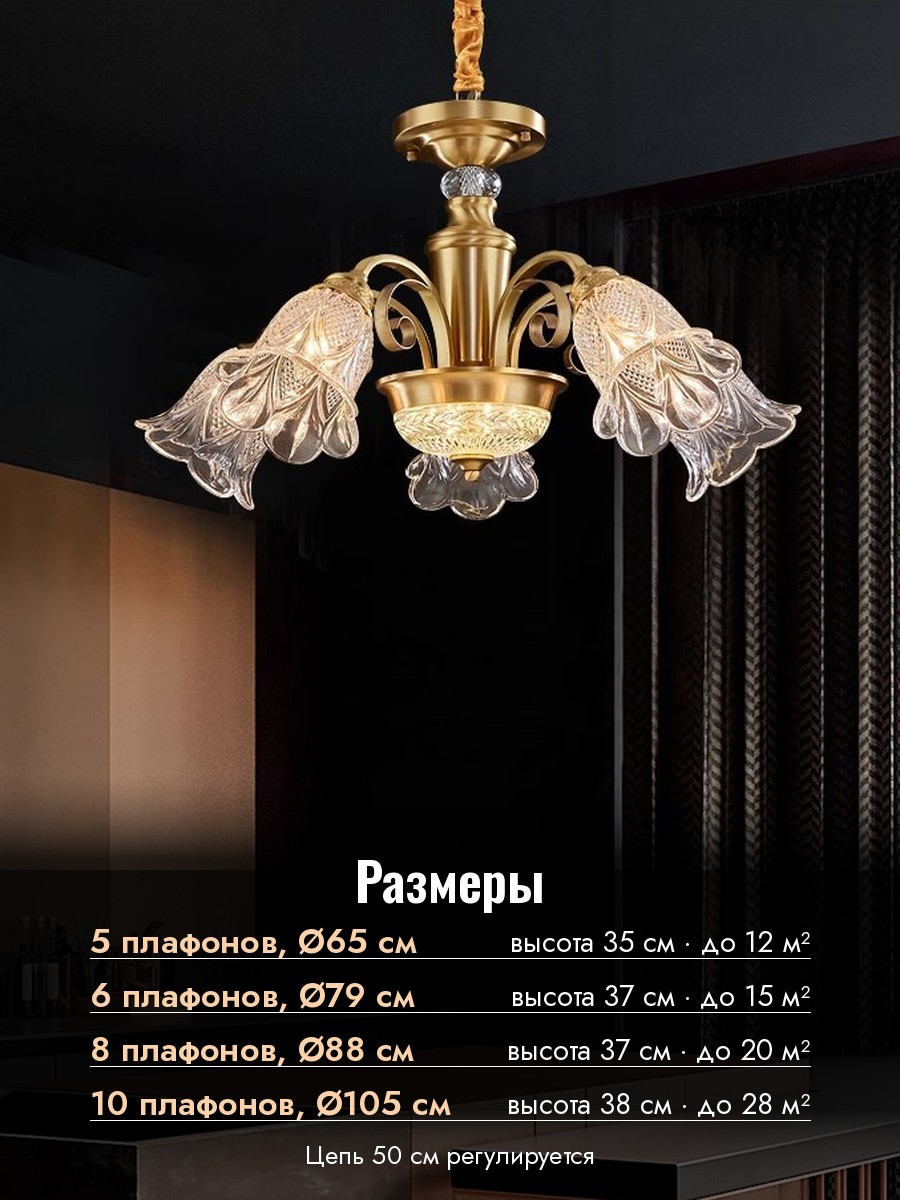 Размеры
5 плафонов, Ø65 см высота 35 см · до 12 м²
6 плафонов, Ø79 см высота 37 см · до 15 м²
8 плафонов, Ø88 см высота 37 см · до 20 м²
10 плафонов, Ø105 см высота 38 см · до 28 м²
Цепь 50 см регулируется